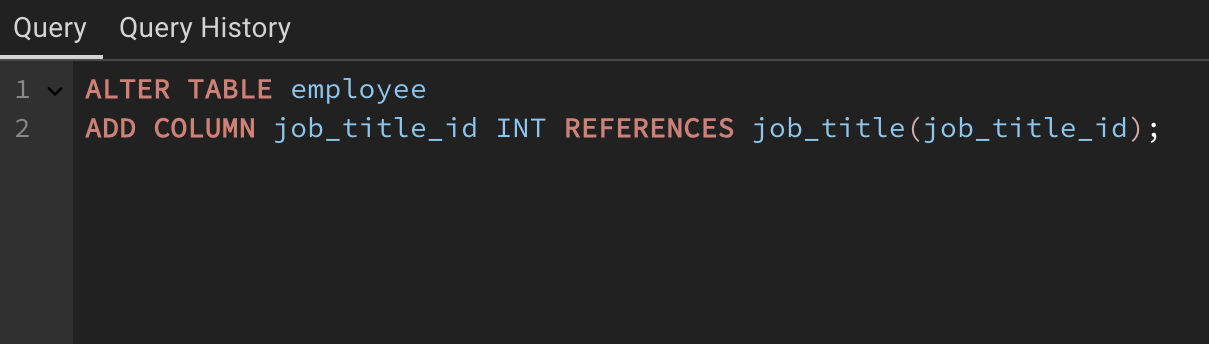 Query Query History
1 ALTER TABLE employee
2 ADD COLUMN job_title_id INT REFERENCES job_title(job_title_id);